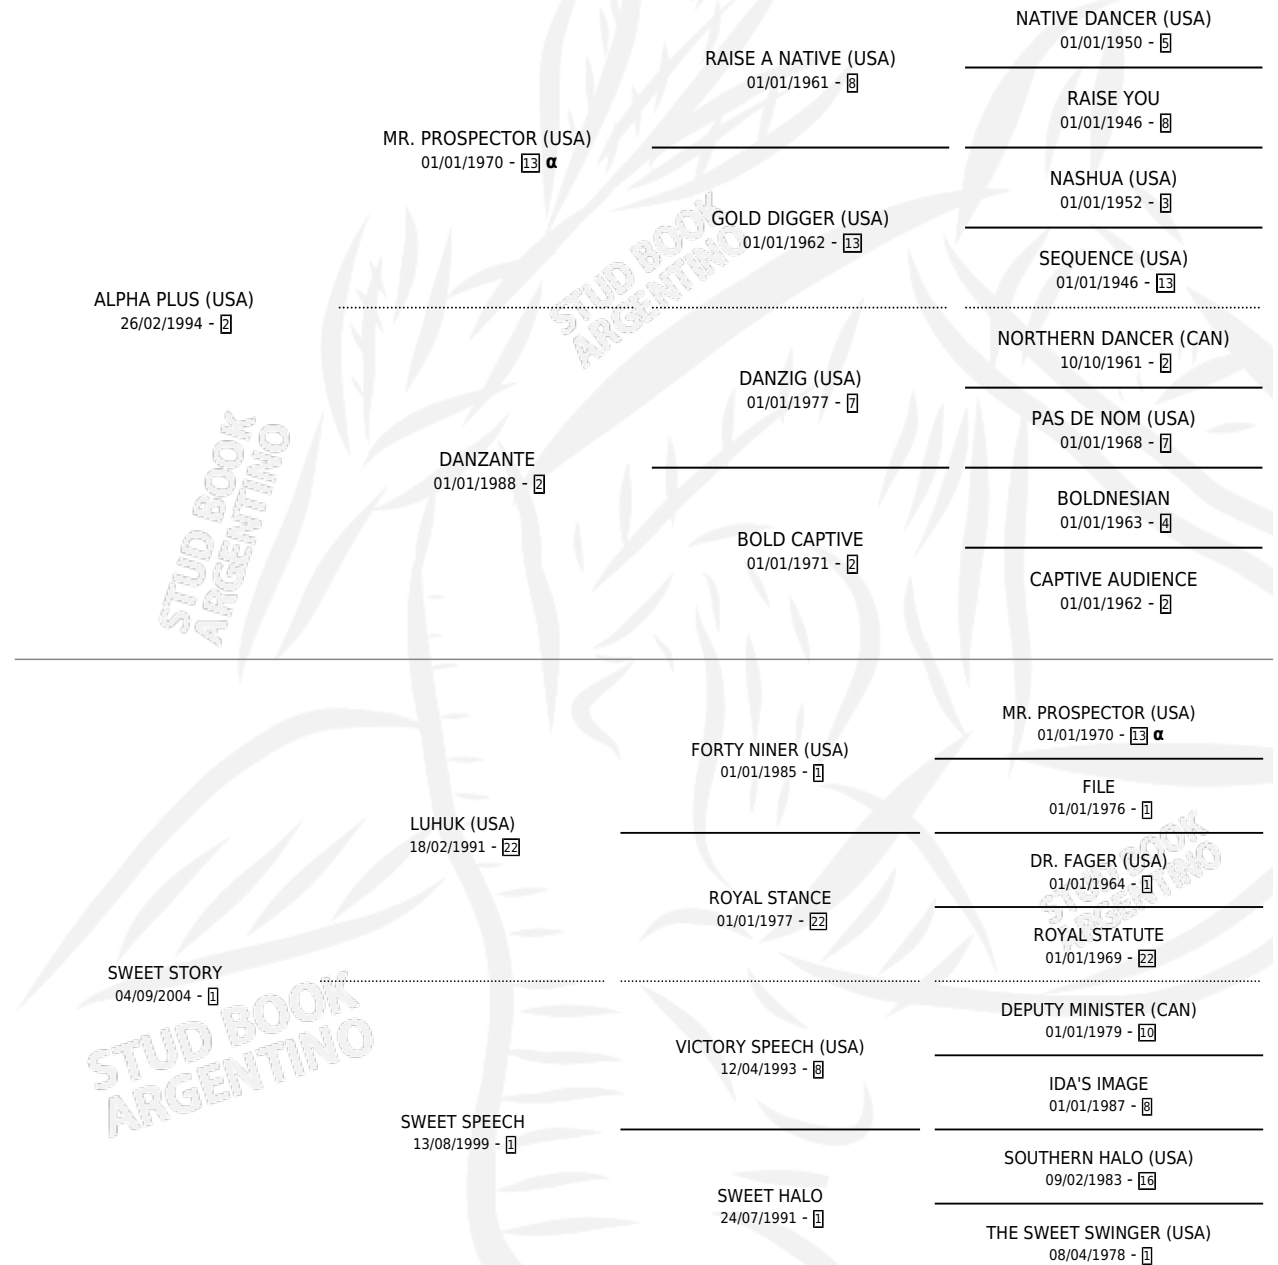 NATIVE DANCER (USA)
01/01/1950 - 5
RAISE A NATIVE (USA)
01/01/1961 - 8
RAISE YOU
01/01/1946 - 8
MR. PROSPECTOR (USA)
01/01/1970 - 13 α
NASHUA (USA)
01/01/1952 - 3
GOLD DIGGER (USA)
01/01/1962 - 13
SEQUENCE (USA)
01/01/1946 - 13
ALPHA PLUS (USA)
26/02/1994 - 2
STUD BOOK
ARGENTINO
NORTHERN DANCER (CAN)
10/10/1961 - 2
DANZIG (USA)
01/01/1977 - 7
PAS DE NOM (USA)
01/01/1968 - 7
DANZANTE
01/01/1988 - 2
STUD BOOK
ARGENTINO
BOLDNESIAN
01/01/1963 - 4
BOLD CAPTIVE
01/01/1971 - 2
CAPTIVE AUDIENCE
01/01/1962 - 2
MR. PROSPECTOR (USA)
01/01/1970 - 13 α
FORTY NINER (USA)
01/01/1985 - 1
FILE
01/01/1976 - 1
LUHUK (USA)
18/02/1991 - 22
STUD BOOK
ARGENTINO
DR. FAGER (USA)
01/01/1964 - 1
ROYAL STANCE
01/01/1977 - 22
ROYAL STATUTE
01/01/1969 - 22
SWEET STORY
04/09/2004 - 1
STUD BOOK
ARGENTINO
DEPUTY MINISTER (CAN)
01/01/1979 - 10
VICTORY SPEECH (USA)
12/04/1993 - 8
IDA'S IMAGE
01/01/1987 - 8
SWEET SPEECH
13/08/1999 - 1
SOUTHERN HALO (USA)
09/02/1983 - 16
SWEET HALO
24/07/1991 - 1
THE SWEET SWINGER (USA)
08/04/1978 - 1